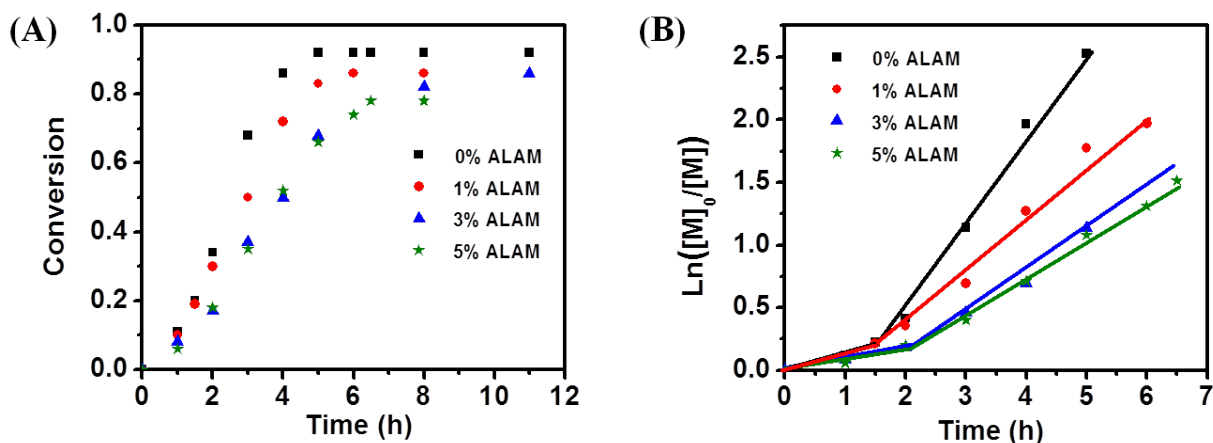 (A)
1.0
0.8
0.6
0.4
0.2
0.0
Conversion
0% ALAM
1% ALAM
3% ALAM
5% ALAM
0 2 4 6 8 10 12
Time (h)
(B)
2.5
2.0
1.5
1.0
0.5
0.0
Ln([M]₀/[M])
0% ALAM
1% ALAM
3% ALAM
5% ALAM
0 1 2 3 4 5 6 7
Time (h)